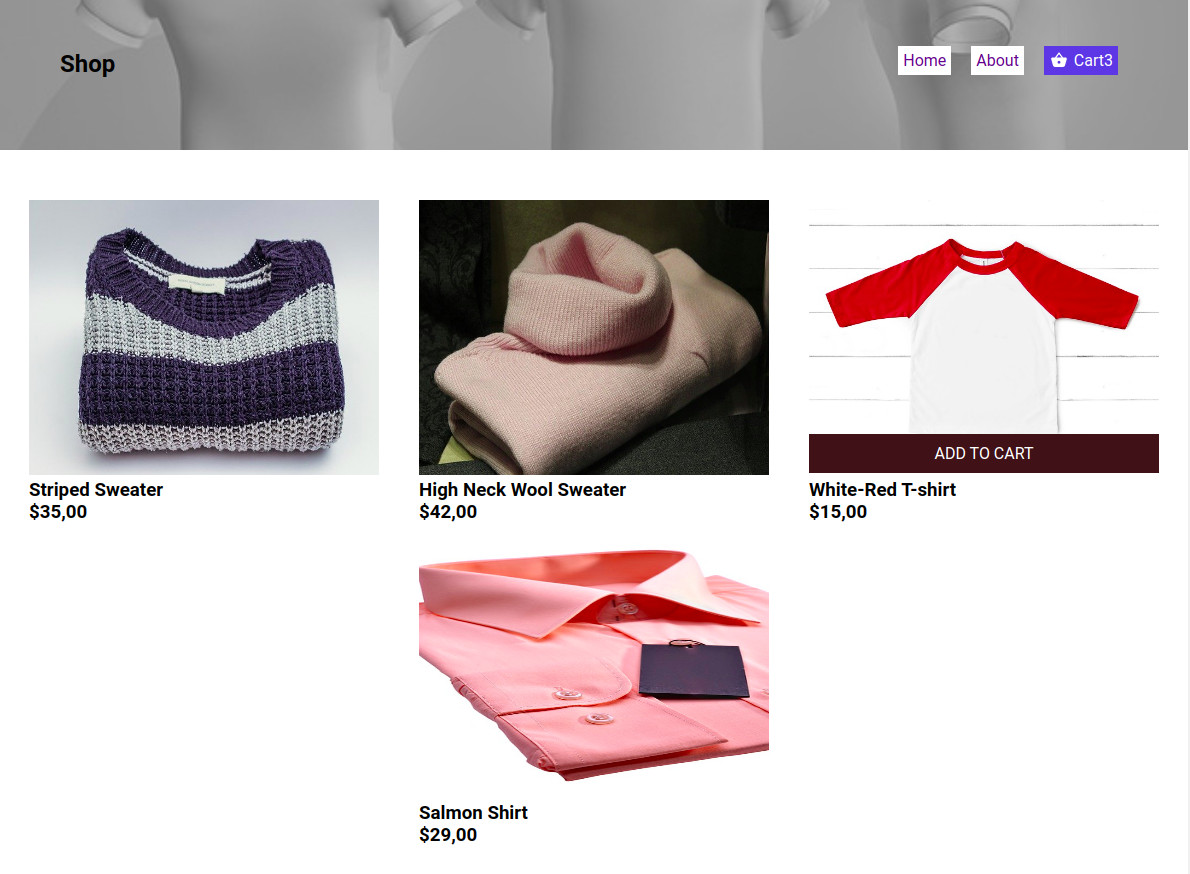 Shop
Home
About
Cart3
Striped Sweater
$35,00
High Neck Wool Sweater
$42,00
ADD TO CART
White-Red T-shirt
$15,00
Salmon Shirt
$29,00